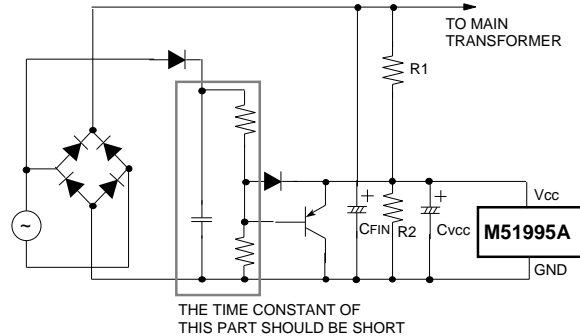 TO MAIN
TRANSFORMER
R1
~
+
+
CFIN
R2
CVCC
Vcc
M51995A
GND
THE TIME CONSTANT OF
THIS PART SHOULD BE SHORT